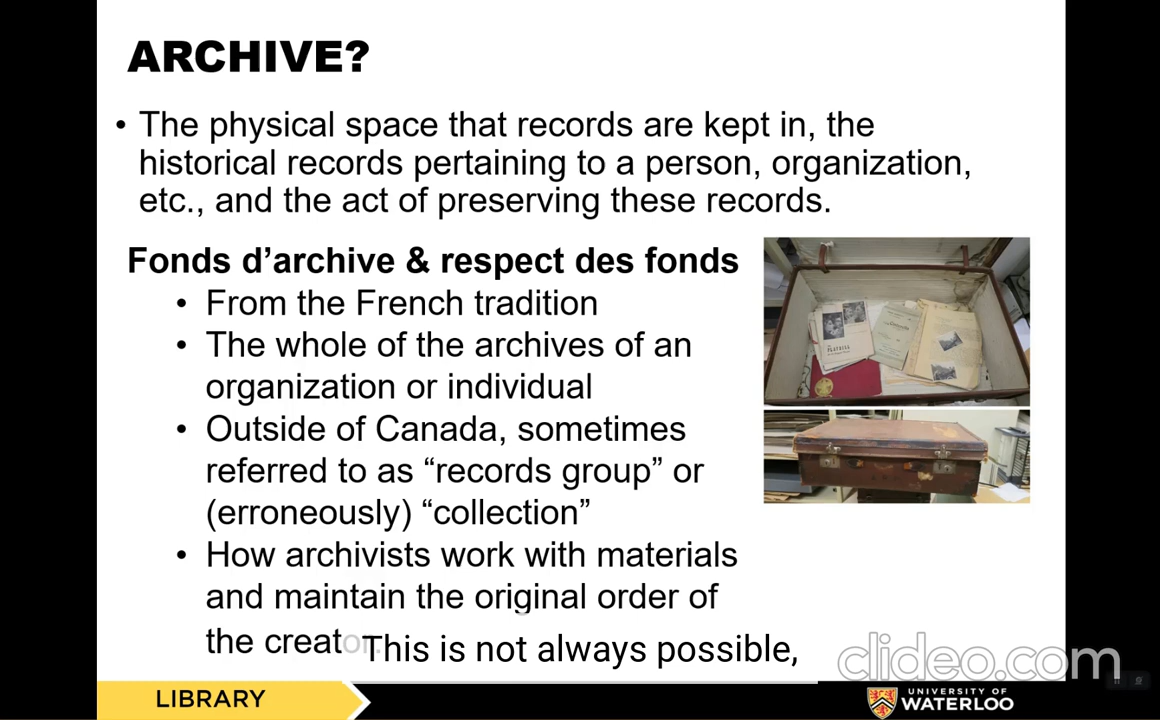 ARCHIVE?
• The physical space that records are kept in, the
historical records pertaining to a person, organization,
etc., and the act of preserving these records.
Fonds d’archive & respect des fonds
• From the French tradition
• The whole of the archives of an
organization or individual
• Outside of Canada, sometimes
referred to as “records group” or
(erroneously) “collection”
• How archivists work with materials
and maintain the original order of
the creator.
This is not always possible,
clideo.com
LIBRARY
UNIVERSITY OF
WATERLOO